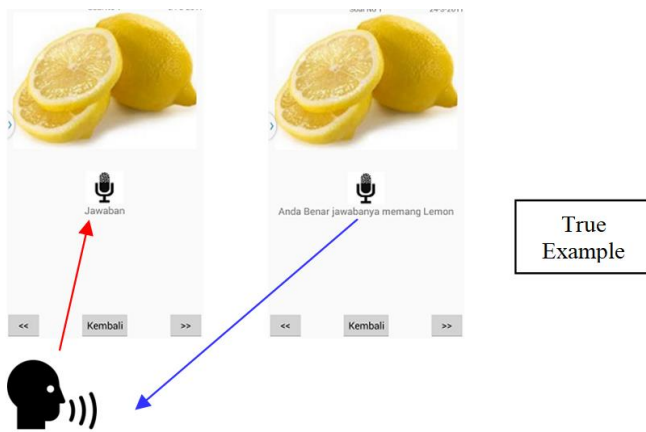 Jawaban
Anda Benar jawabanya memang Lemon
True
Example
<< Kembali >>
<< Kembali >>